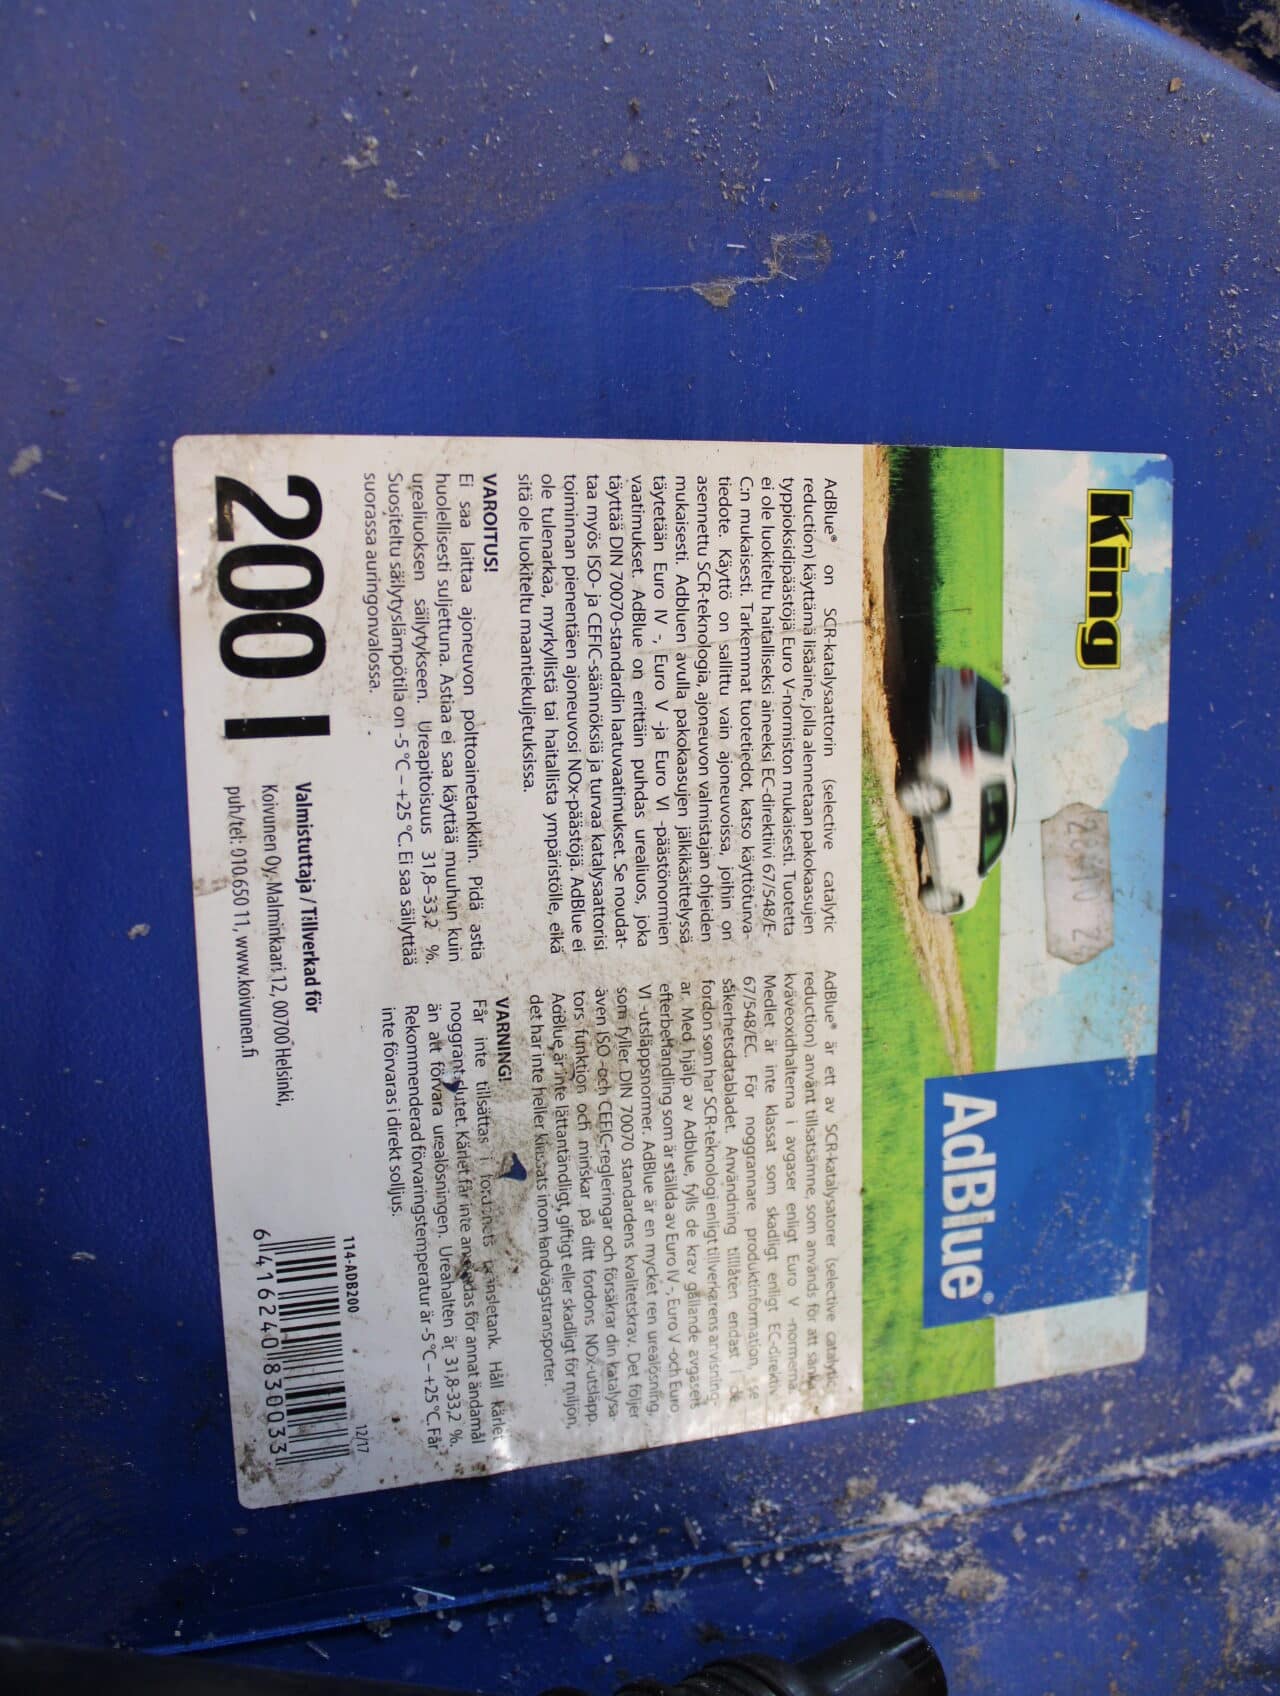 King
28 10 24
AdBlue®
AdBlue® on SCR-katalysaattorin (selective catalytic
reduction) käyttämä lisäaine, jolla alennetaan pakokaasujen
typpioksidipäästöjä Euro V-normiston mukaisesti. Tuotetta
ei ole luokiteltu haitalliseksi aineeksi EC-direktiivi 67/548/E-
C:n mukaisesti. Tarkemmat tuotetiedot, katso käyttöturva-
tiedote. Käyttö on sallittu vain ajoneuvoissa, joihin on
asennettu SCR-teknologia, ajoneuvon valmistajan ohjeiden
mukaisesti. Adbluen avulla pakokaasujen jälkikäsittelyssä
täytetään Euro IV -, Euro V -ja Euro VI -päästönormien
vaatimukset. AdBlue on erittäin puhdas urealiuos, joka
täyttää DIN 70070-standardin laatuvaatimukset. Se noudat-
taa myös ISO- ja CEFIC-säännöksiä ja turvaa katalysaattorisi
toiminnan pienentäen ajoneuvosi NOx-päästöjä. AdBlue ei
ole tulenarkaa, myrkyllistä tai haitallista ympäristölle, eikä
sitä ole luokiteltu maantiekuljetuksissa.
VAROITUS!
Ei saa laittaa ajoneuvon polttoainetankkiin. Pidä astia
huolellisesti suljettuna. Astiaa ei saa käyttää muuhun kuin
urealiuoksen säilytykseen. Ureapitoisuus 31,8–33,2 %.
Suositeltu säilytyslämpötila on -5 °C – +25 °C. Ei saa säilyttää
suorassa auringonvalossa.
AdBlue® är ett av SCR-katalysatorer (selective catalytic
reduction) använt tillsatsämne, som används för att sänka
kväveoxidhalterna i avgaser enligt Euro V -normerna.
Medlet är inte klassat som skadligt enligt EC-direktiv
67/548/EC. För noggrannare produktinformation, se
säkerhetsdatabladet. Användning tillåten endast i de
fordon som har SCR-teknologi enligt tillverkarens anvisning-
ar. Med hjälp av Adblue, fylls de krav gällande avgasers
efterbehandling som är ställda av Euro IV -, Euro V -och Euro
VI -utsläppsnormer. AdBlue är en mycket ren urealösning,
som fyller DIN 70070 standardens kvalitetskrav. Det följer
även ISO -och CEFIC-regleringar och försäkrar din katalysa-
tors funktion och minskar på ditt fordons NOx-utsläpp.
AdBlue är inte lättantändligt, giftigt eller skadligt för miljön,
det har inte heller klassats inom landvägstransporter.
VARNING!
Får inte tillsättas i fordonets bränsletank. Håll kärlet
noggrant slutet. Kärlet får inte användas för annat ändamål
än att förvara urealösningen. Ureahalten är 31,8-33,2 %.
Rekommenderad förvaringstemperatur är -5 °C – +25 °C. Får
inte förvaras i direkt solljus.
200 l
Valmistuttaja / Tillverkad för
Koivunen Oy, Malminkaari 12, 00700 Helsinki,
puh/tel: 010 650 11, www.koivunen.fi
12/17
114-ADB200
6 416240 830033